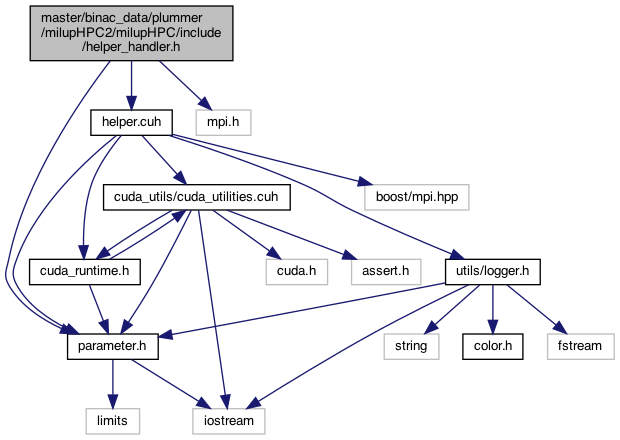 master/binac_data/plummer
/milupHPC2/milupHPC/include
/helper_handler.h
helper.cuh
mpi.h
cuda_utils/cuda_utilities.cuh
boost/mpi.hpp
cuda_runtime.h
cuda.h
assert.h
utils/logger.h
parameter.h
string
color.h
fstream
limits
iostream